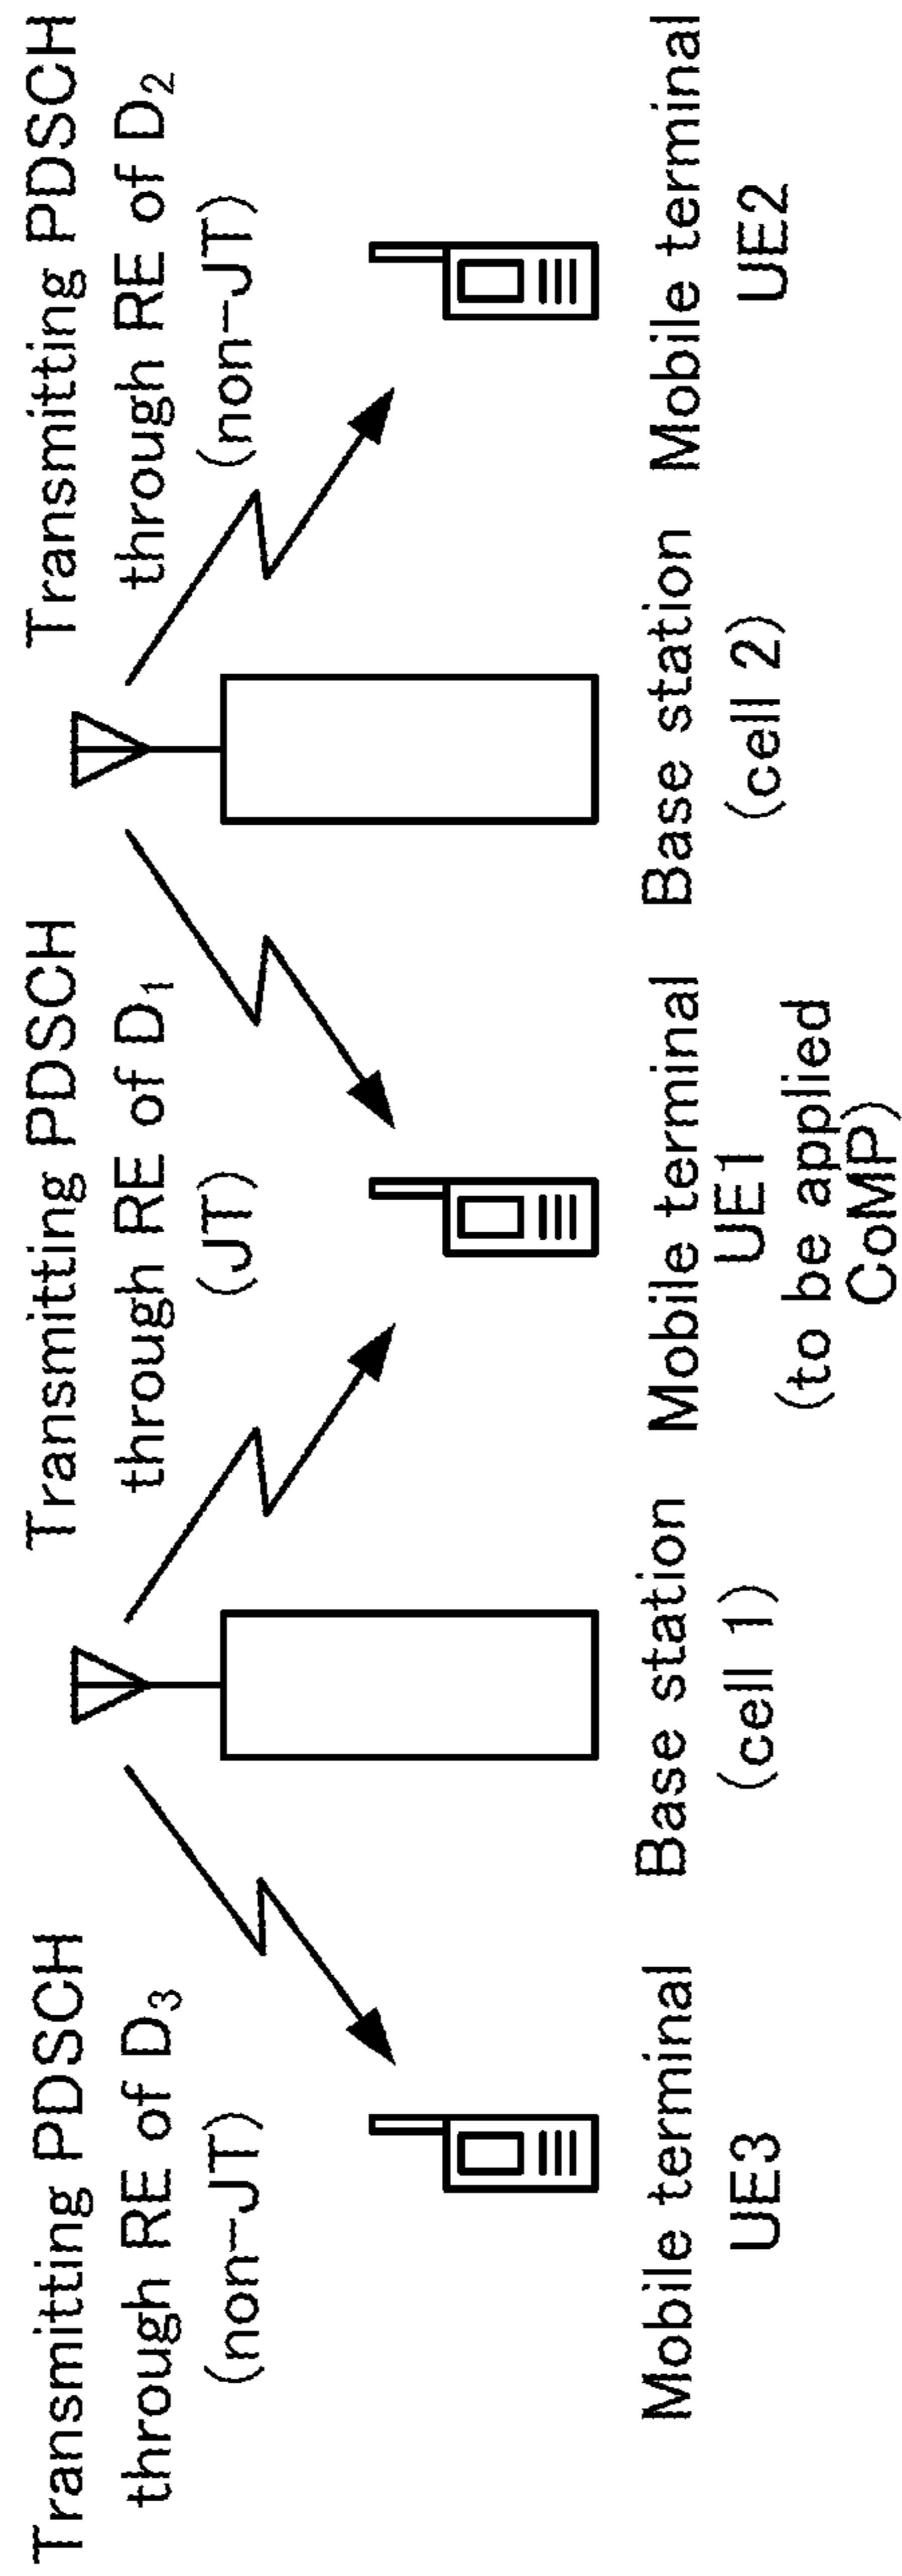 Transmitting PDSCH
through RE of D₃
(non-JT)
Transmitting PDSCH
through RE of D₁
(JT)
Transmitting PDSCH
through RE of D₂
(non-JT)
Mobile terminal
UE3
Base station
(cell 1)
Mobile terminal
UE1
(to be applied
CoMP)
Base station
(cell 2)
Mobile terminal
UE2